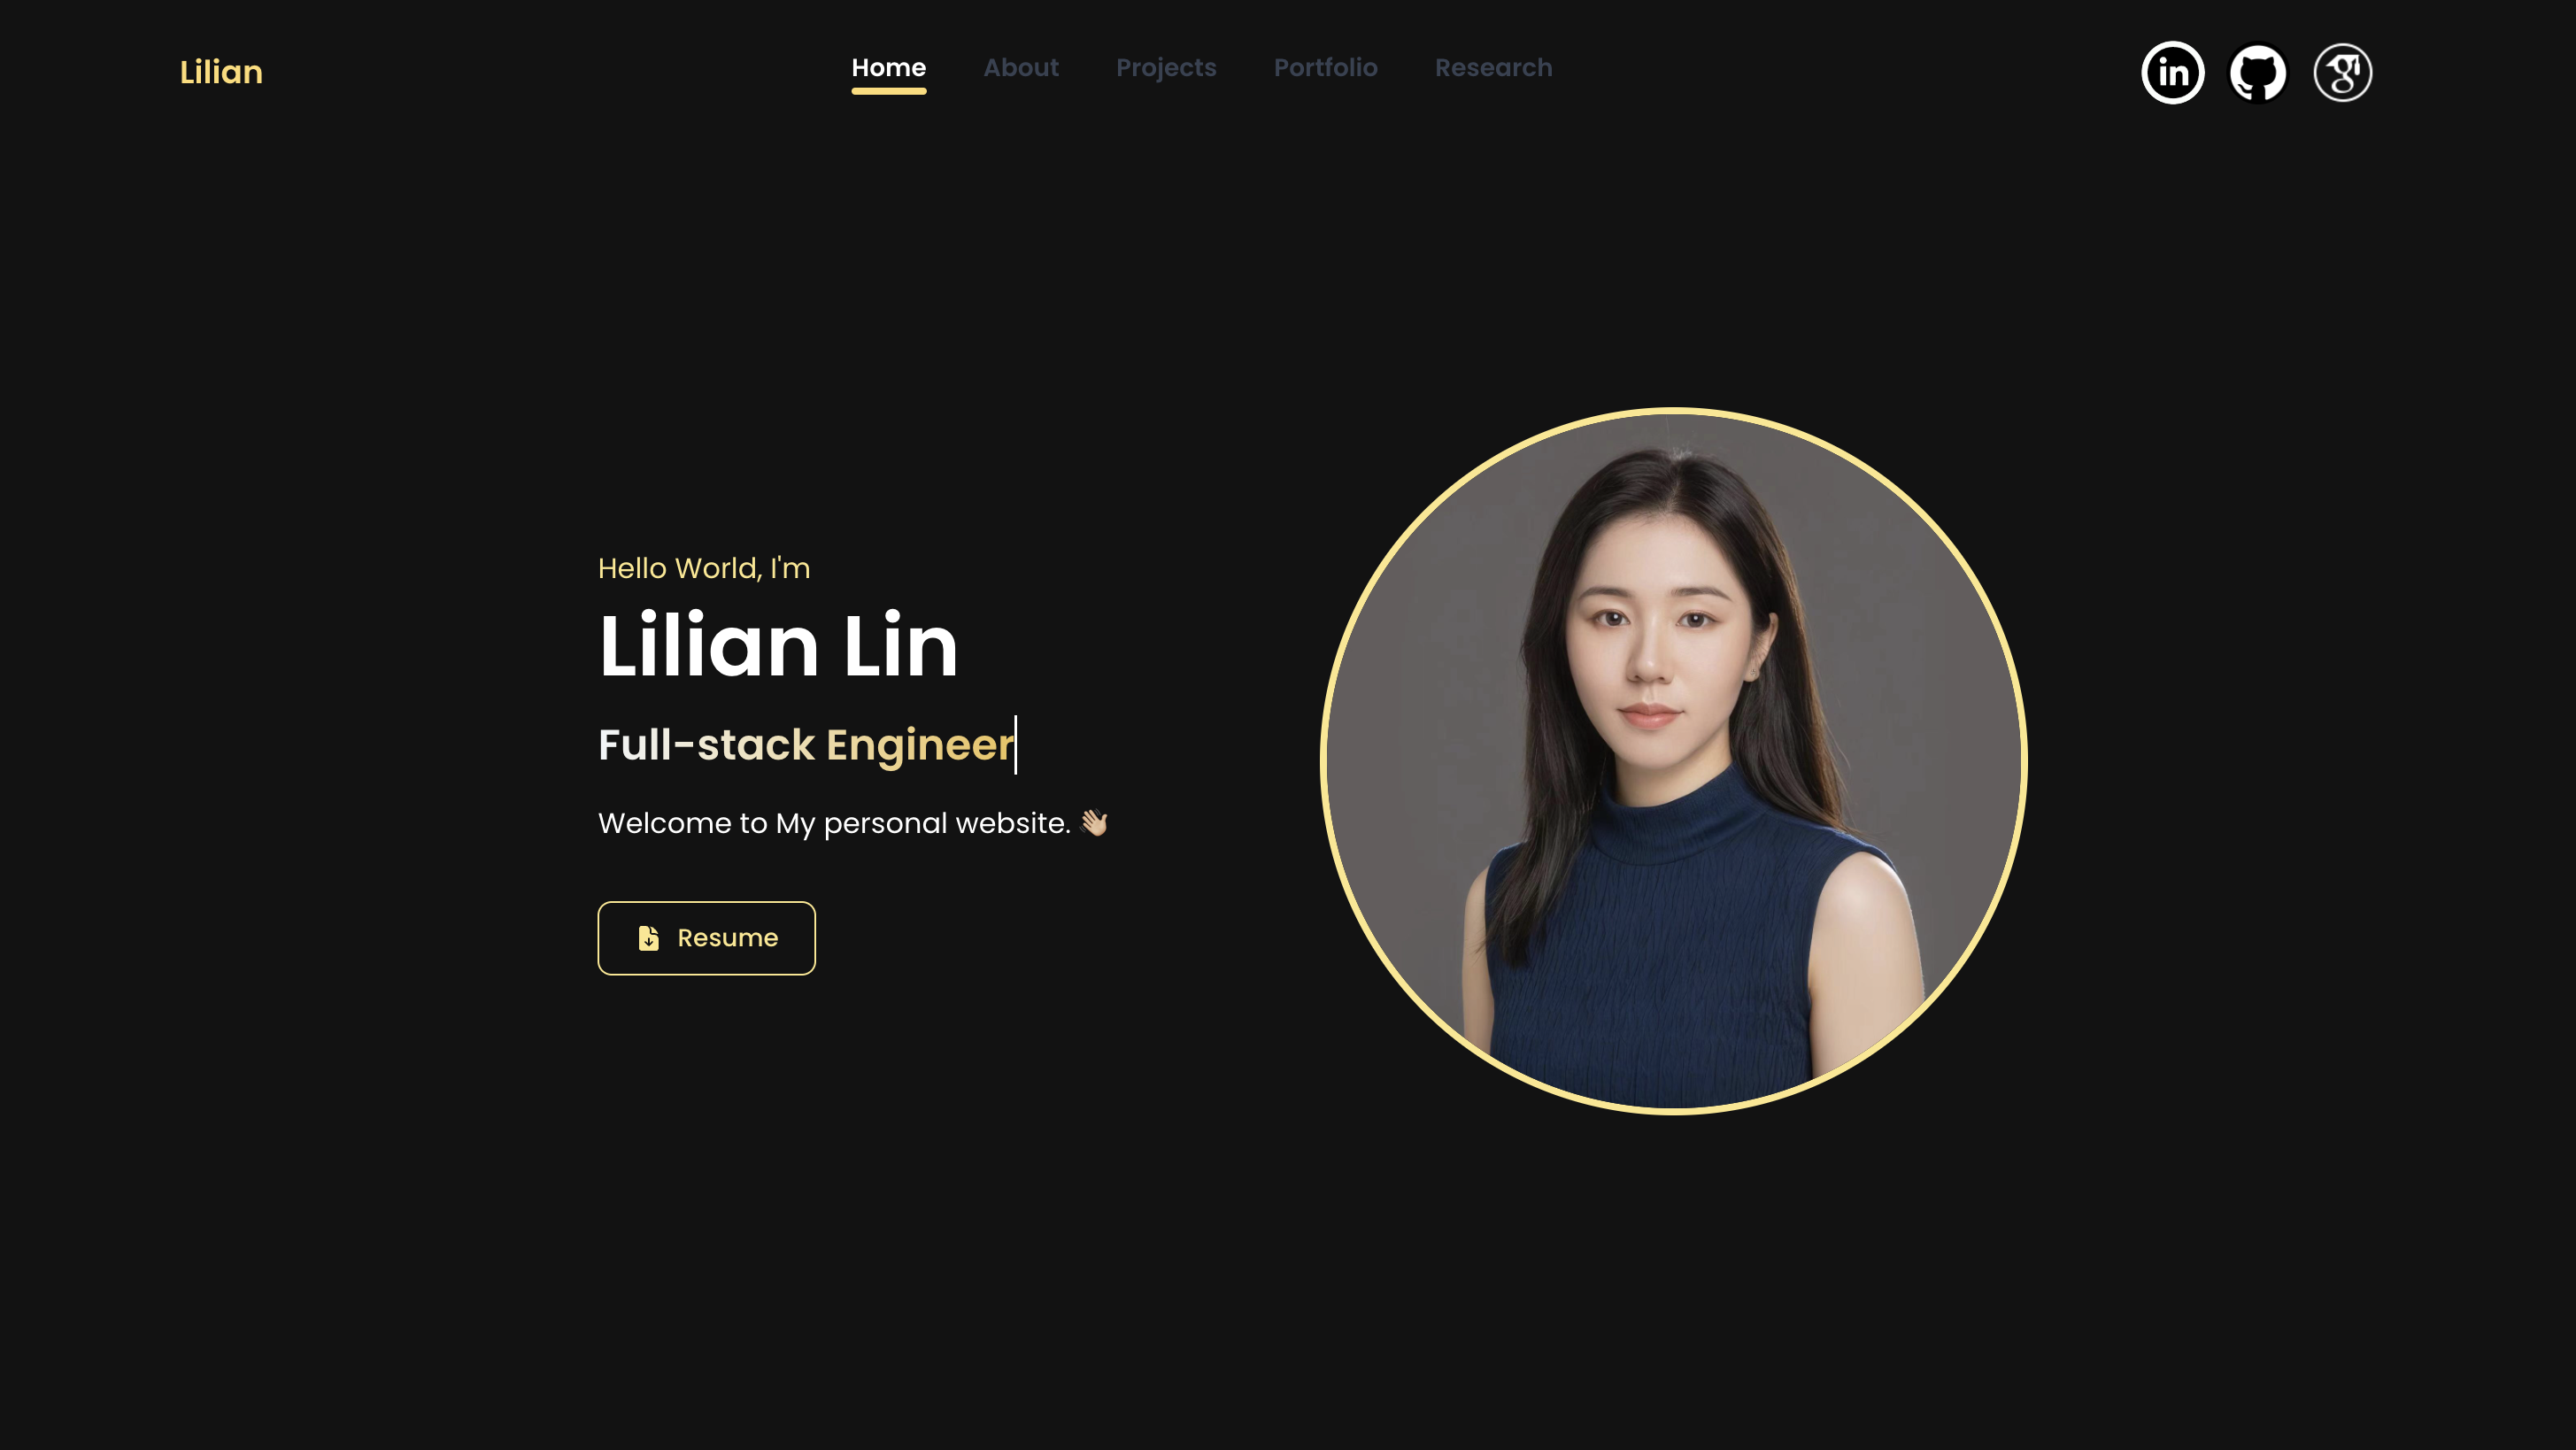 Lilian
Home About Projects Portfolio Research
in
Hello World, I'm
Lilian Lin
Full-stack Engineer
Welcome to My personal website. 👋🏼
Resume